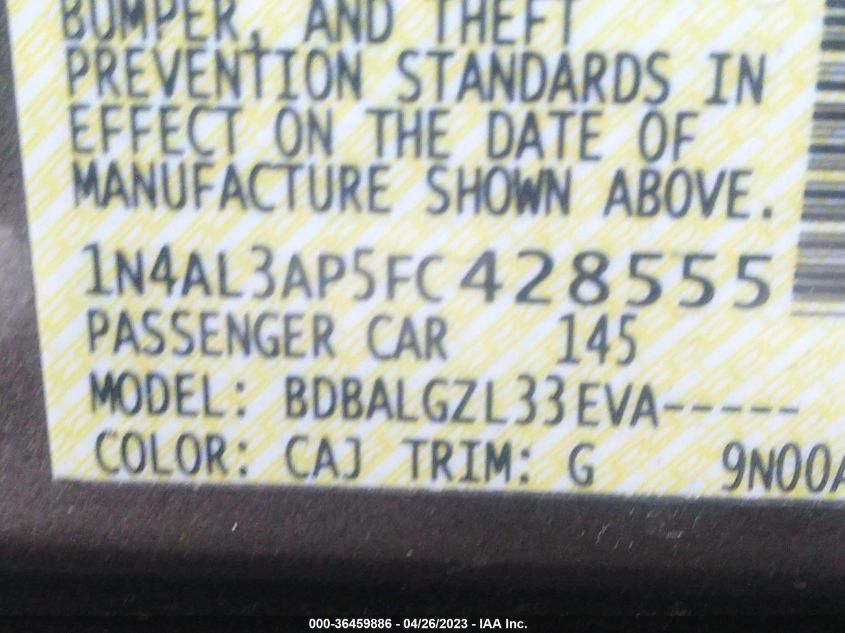 BUMPER, AND THEFT
PREVENTION STANDARDS IN
EFFECT ON THE DATE OF
MANUFACTURE SHOWN ABOVE.
1N4AL3AP5FC428555
PASSENGER CAR 145
MODEL: BDBALGZL33EVA-----
COLOR: CAJ TRIM: G 9N00A
000-36459886 - 04/26/2023 - IAA Inc.